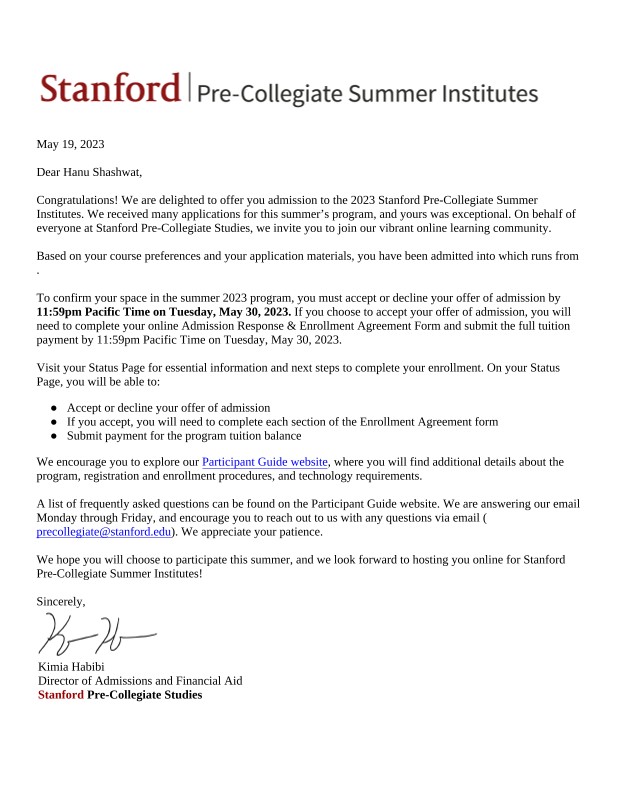 Stanford | Pre-Collegiate Summer Institutes
May 19, 2023
Dear Hanu Shashwat,
Congratulations! We are delighted to offer you admission to the 2023 Stanford Pre-Collegiate Summer
Institutes. We received many applications for this summer’s program, and yours was exceptional. On behalf of
everyone at Stanford Pre-Collegiate Studies, we invite you to join our vibrant online learning community.
Based on your course preferences and your application materials, you have been admitted into which runs from
.
To confirm your space in the summer 2023 program, you must accept or decline your offer of admission by
11:59pm Pacific Time on Tuesday, May 30, 2023. If you choose to accept your offer of admission, you will
need to complete your online Admission Response & Enrollment Agreement Form and submit the full tuition
payment by 11:59pm Pacific Time on Tuesday, May 30, 2023.
Visit your Status Page for essential information and next steps to complete your enrollment. On your Status
Page, you will be able to:
● Accept or decline your offer of admission
● If you accept, you will need to complete each section of the Enrollment Agreement form
● Submit payment for the program tuition balance
We encourage you to explore our Participant Guide website, where you will find additional details about the
program, registration and enrollment procedures, and technology requirements.
A list of frequently asked questions can be found on the Participant Guide website. We are answering our email
Monday through Friday, and encourage you to reach out to us with any questions via email (
precollegiate@stanford.edu). We appreciate your patience.
We hope you will choose to participate this summer, and we look forward to hosting you online for Stanford
Pre-Collegiate Summer Institutes!
Sincerely,
Kimia Habibi
Director of Admissions and Financial Aid
Stanford Pre-Collegiate Studies